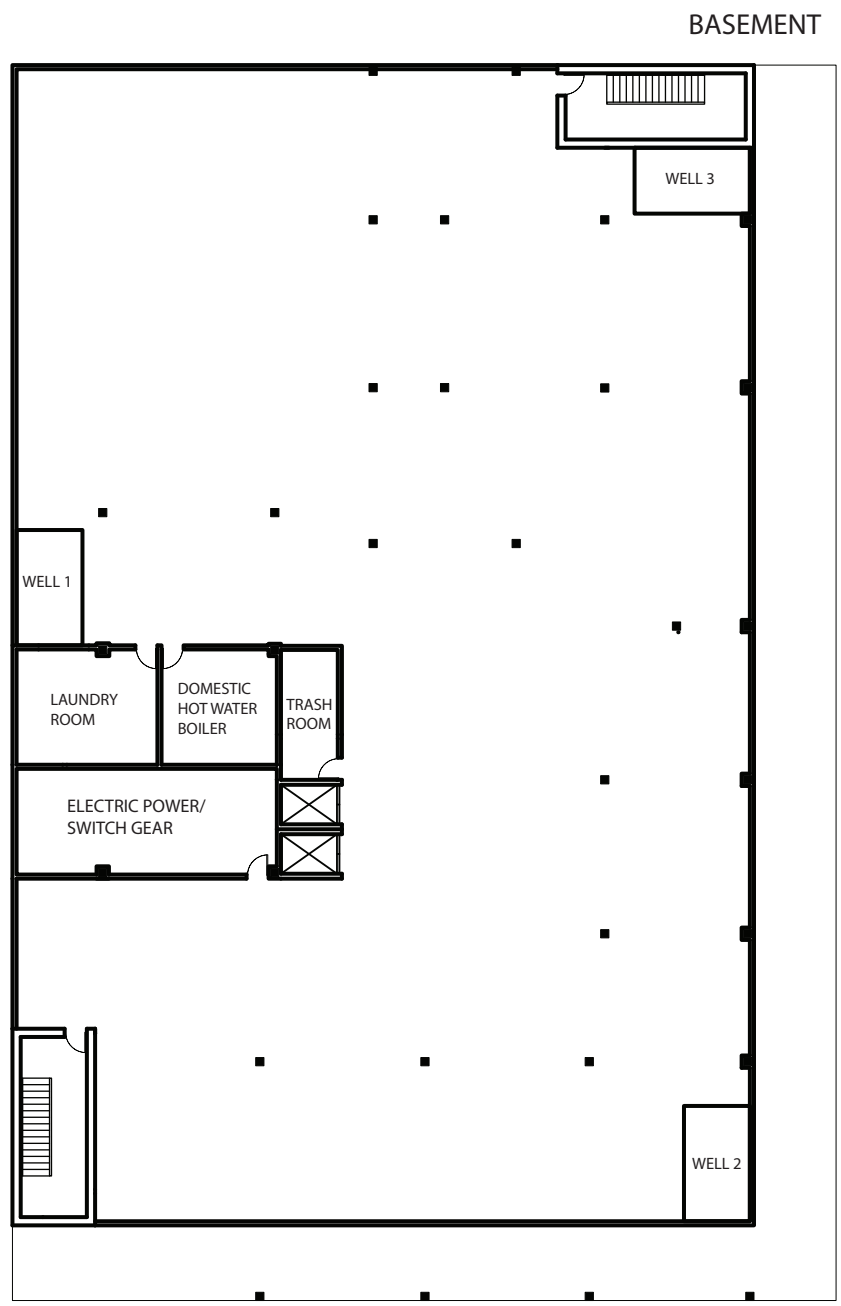 BASEMENT
WELL 3
WELL 1
LAUNDRY
ROOM
DOMESTIC
HOT WATER
BOILER
TRASH
ROOM
ELECTRIC POWER/
SWITCH GEAR
WELL 2